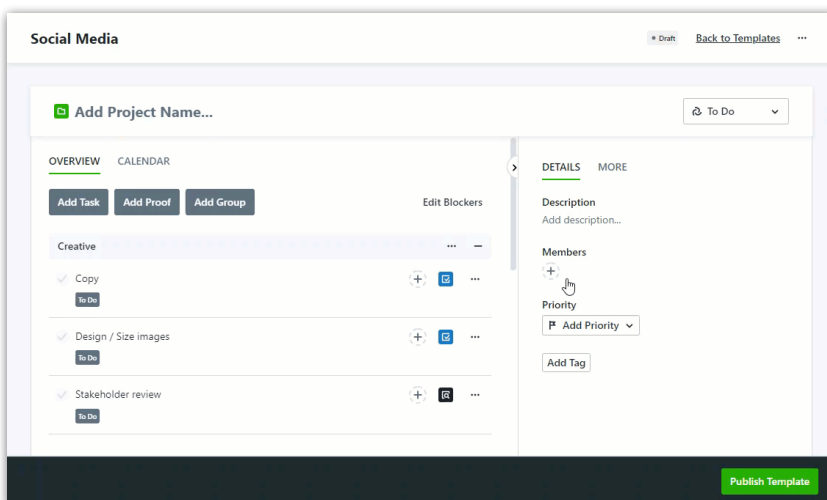 Social Media
Draft
Back to Templates
Add Project Name...
To Do
OVERVIEW CALENDAR
Add Task Add Proof Add Group
Edit Blockers
Creative
Copy
To Do
Design / Size images
To Do
Stakeholder review
To Do
DETAILS MORE
Description
Add description...
Members
Priority
Add Priority
Add Tag
Publish Template